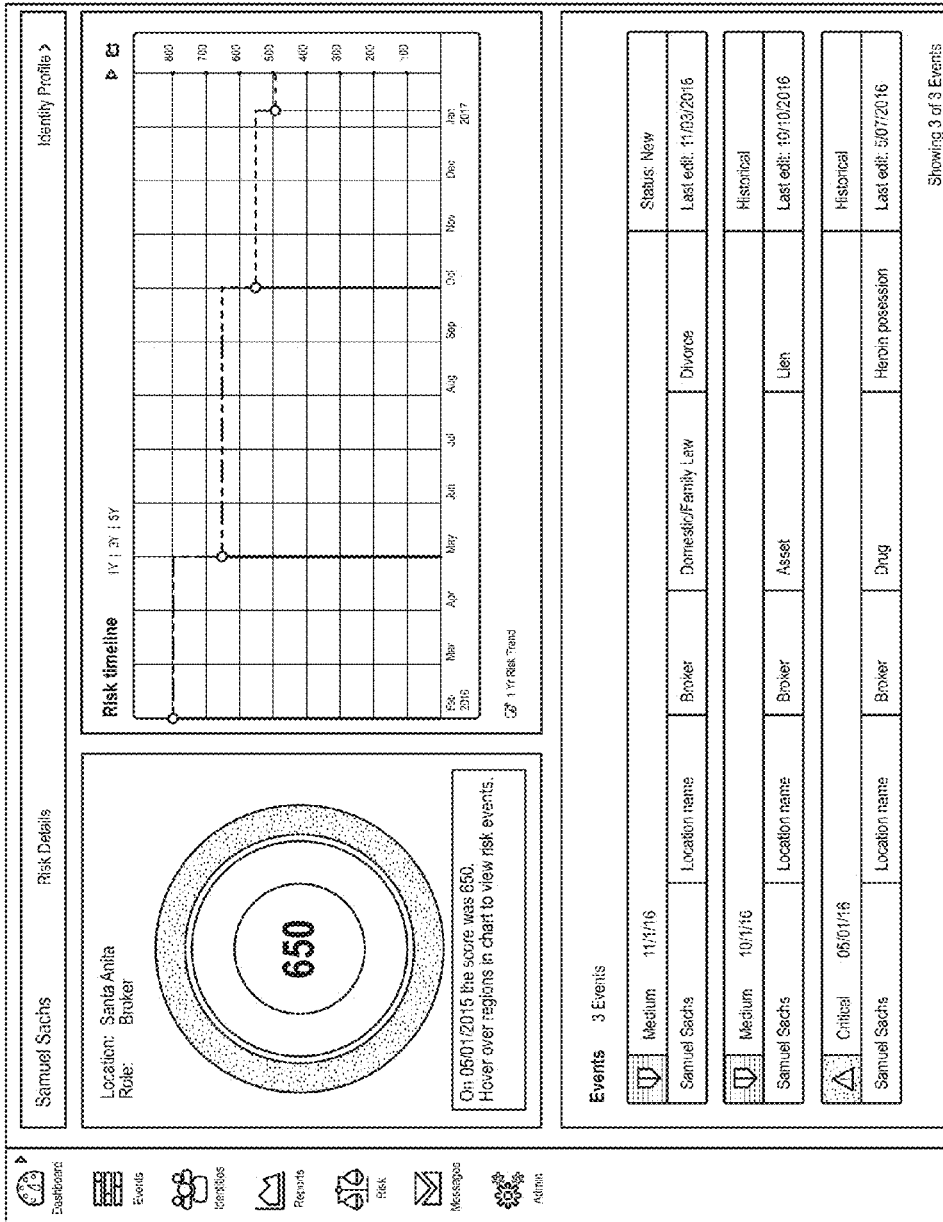 Dashboard
Events
Identities
Reports
Risk
Messages
Admin
Samuel Sachs
Risk Details
Identity Profile >
Location: Santa Anita
Role: Broker
650
On 05/01/2015 the score was 650.
Hover over regions in chart to view risk events.
Risk timeline
1Y | 3Y | 5Y
800
700
600
500
400
300
200
100
Feb
2016
Mar
Apr
May
Jun
Jul
Aug
Sep
Oct
Nov
Dec
Jan
2017
1 Yr Risk Trend
Events 3 Events
Medium 11/1/16 Status: New
Samuel Sachs Location name Broker Domestic/Family Law Divorce Last edit: 11/03/2016
Medium 10/1/16 Historical
Samuel Sachs Location name Broker Asset Lien Last edit: 10/10/2016
Critical 05/01/16 Historical
Samuel Sachs Location name Broker Drug Heroin posession Last edit: 5/07/2016
Showing 3 of 3 Events